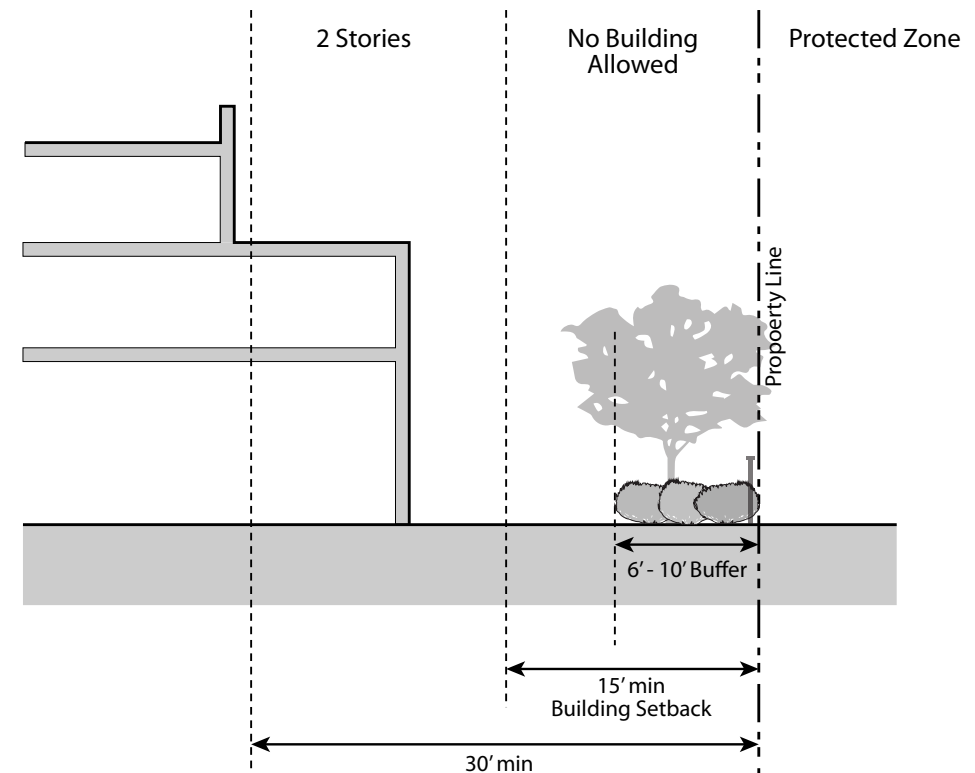 2 Stories
No Building
Allowed
Protected Zone
Propoerty Line
6’ - 10’ Buffer
15’ min
Building Setback
30’ min